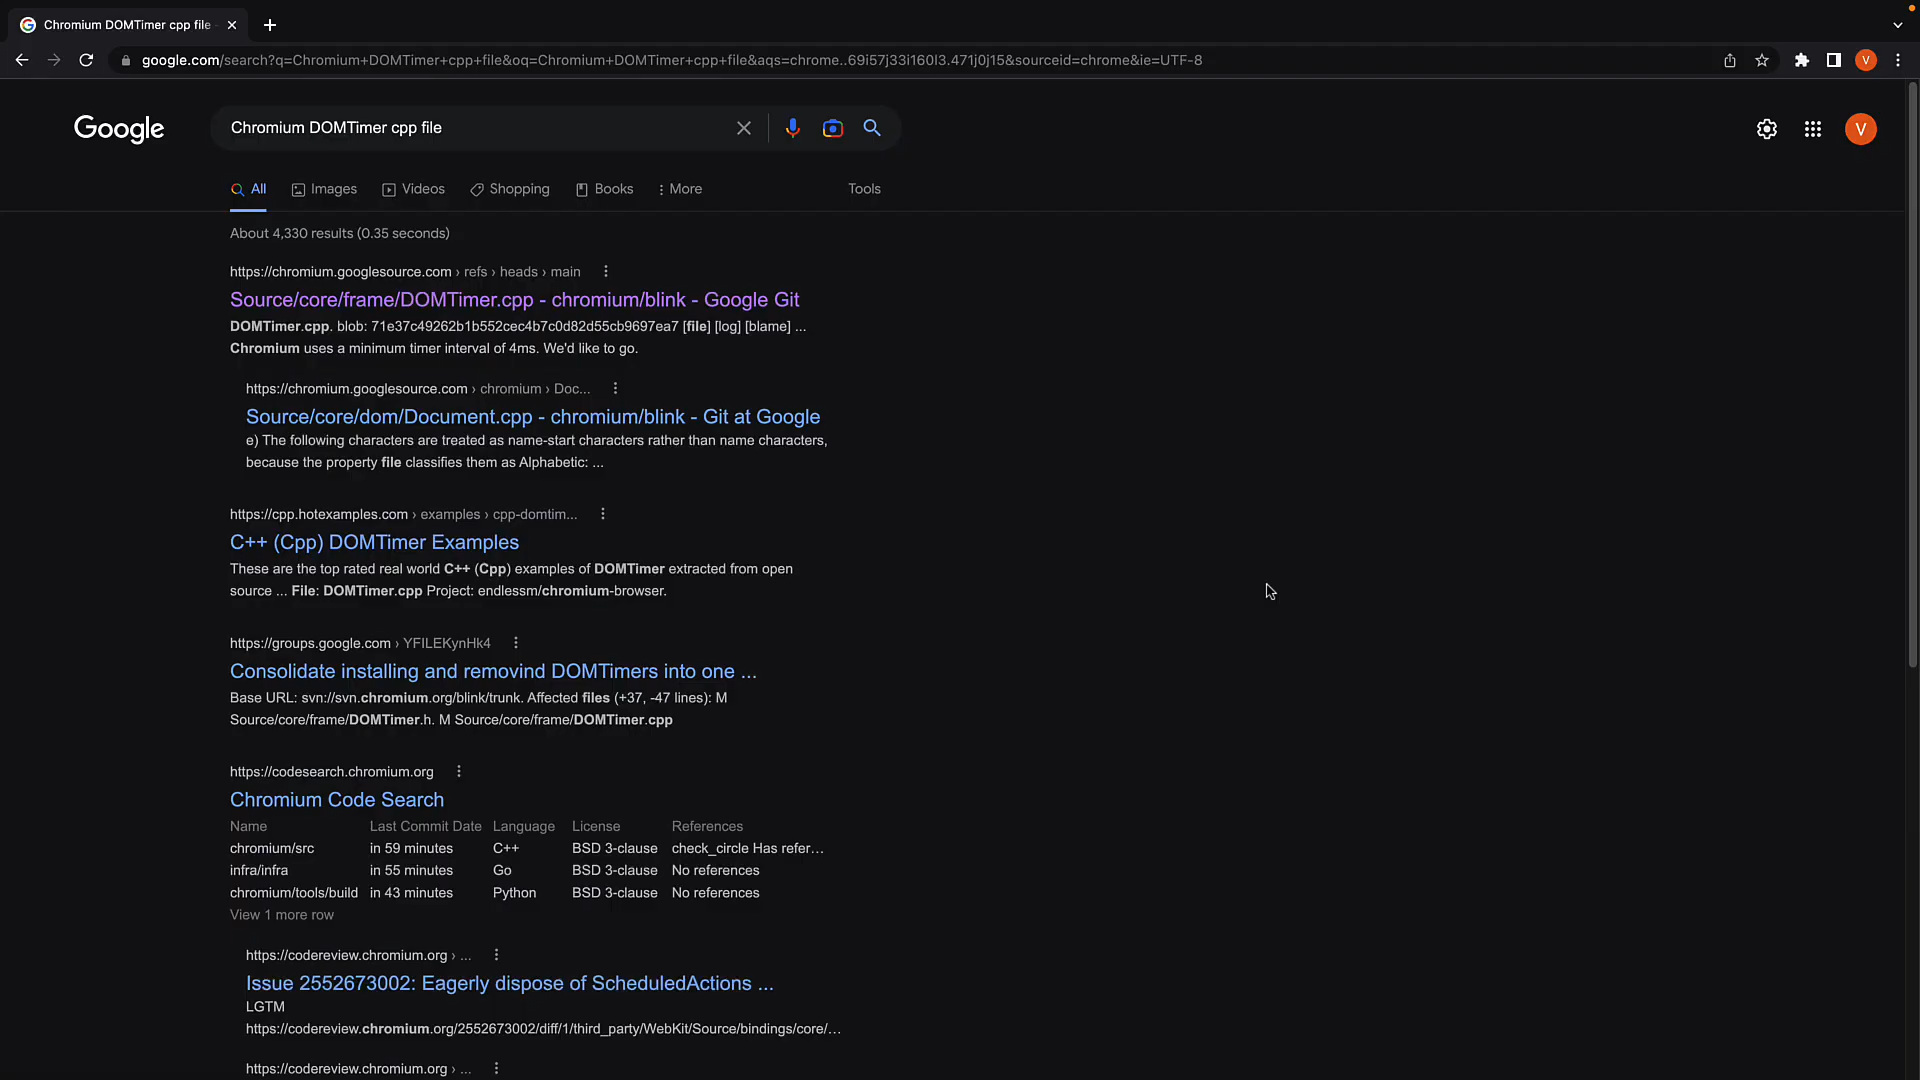 Chromium DOMTimer cpp file -
google.com/search?q=Chromium+DOMTimer+cpp+file&oq=Chromium+DOMTimer+cpp+file&aqs=chrome..69i57j33i160l3.471j0j15&sourceid=chrome&ie=UTF-8
V
Google
Chromium DOMTimer cpp file
V
All
Images
Videos
Shopping
Books
More
Tools
About 4,330 results (0.35 seconds)
https://chromium.googlesource.com › refs › heads › main
Source/core/frame/DOMTimer.cpp - chromium/blink - Google Git
DOMTimer.cpp. blob: 71e37c49262b1b552cec4b7c0d82d55cb9697ea7 [file] [log] [blame] ...
Chromium uses a minimum timer interval of 4ms. We'd like to go.
https://chromium.googlesource.com › chromium › Doc...
Source/core/dom/Document.cpp - chromium/blink - Git at Google
e) The following characters are treated as name-start characters rather than name characters,
because the property file classifies them as Alphabetic: ...
https://cpp.hotexamples.com › examples › cpp-domtim...
C++ (Cpp) DOMTimer Examples
These are the top rated real world C++ (Cpp) examples of DOMTimer extracted from open
source ... File: DOMTimer.cpp Project: endlessm/chromium-browser.
https://groups.google.com › YFILEKynHk4
Consolidate installing and removind DOMTimers into one ...
Base URL: svn://svn.chromium.org/blink/trunk. Affected files (+37, -47 lines): M
Source/core/frame/DOMTimer.h. M Source/core/frame/DOMTimer.cpp
https://codesearch.chromium.org
Chromium Code Search
Name Last Commit Date Language License References
chromium/src in 59 minutes C++ BSD 3-clause check_circle Has refer...
infra/infra in 55 minutes Go BSD 3-clause No references
chromium/tools/build in 43 minutes Python BSD 3-clause No references
View 1 more row
https://codereview.chromium.org › ...
Issue 2552673002: Eagerly dispose of ScheduledActions ...
LGTM
https://codereview.chromium.org/2552673002/diff/1/third_party/WebKit/Source/bindings/core/...
https://codereview.chromium.org › ...